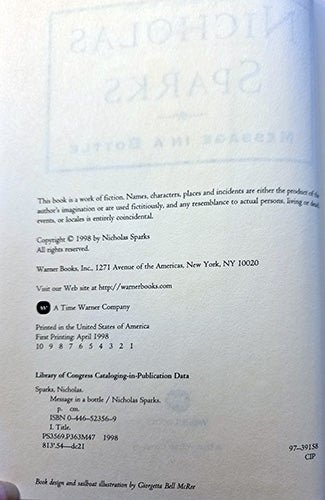 NICHOLAS
SPARKS
MESSAGE IN A BOTTLE
This book is a work of fiction. Names, characters, places and incidents are either the product of the
author's imagination or are used fictitiously, and any resemblance to actual persons, living or dead,
events, or locales is entirely coincidental.
Copyright © 1998 by Nicholas Sparks
All rights reserved.
Warner Books, Inc., 1271 Avenue of the Americas, New York, NY 10020
Visit our Web site at http://warnerbooks.com
W A Time Warner Company
Printed in the United States of America
First Printing: April 1998
10 9 8 7 6 5 4 3 2 1
Library of Congress Cataloging-in-Publication Data
Sparks, Nicholas.
Message in a bottle / Nicholas Sparks.
p. cm.
ISBN 0-446-52356-9
I. Title.
PS3569.P363M47 1998
813'.54—dc21
97-39158
CIP
Book design and sailboat illustration by Giorgetta Bell McRee